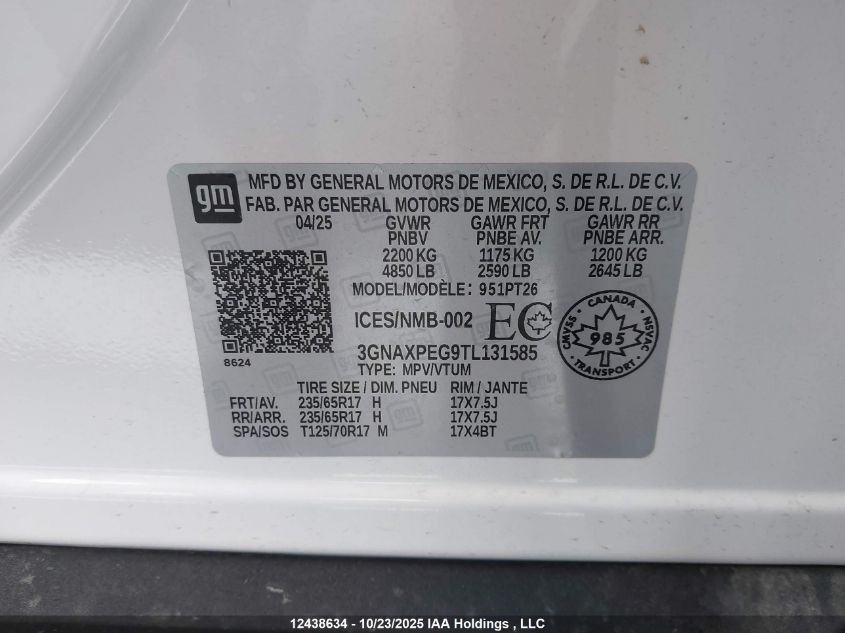 gm
MFD BY GENERAL MOTORS DE MEXICO, S. DE R.L. DE C.V.
FAB. PAR GENERAL MOTORS DE MEXICO, S. DE R.L. DE C.V.
04/25 GVWR GAWR FRT GAWR RR
PNBV PNBE AV. PNBE ARR.
2200 KG 1175 KG 1200 KG
4850 LB 2590 LB 2645 LB
MODEL/MODÈLE: 951PT26
ICES/NMB-002 EC
CANADA
CMVSS 985 NSVAC
TRANSPORT
8624
3GNAXPEG9TL131585
TYPE: MPV/VTUM
TIRE SIZE / DIM. PNEU RIM / JANTE
FRT/AV. 235/65R17 H 17X7.5J
RR/ARR. 235/65R17 H 17X7.5J
SPA/SOS T125/70R17 M 17X4BT
12438634 - 10/23/2025 IAA Holdings , LLC